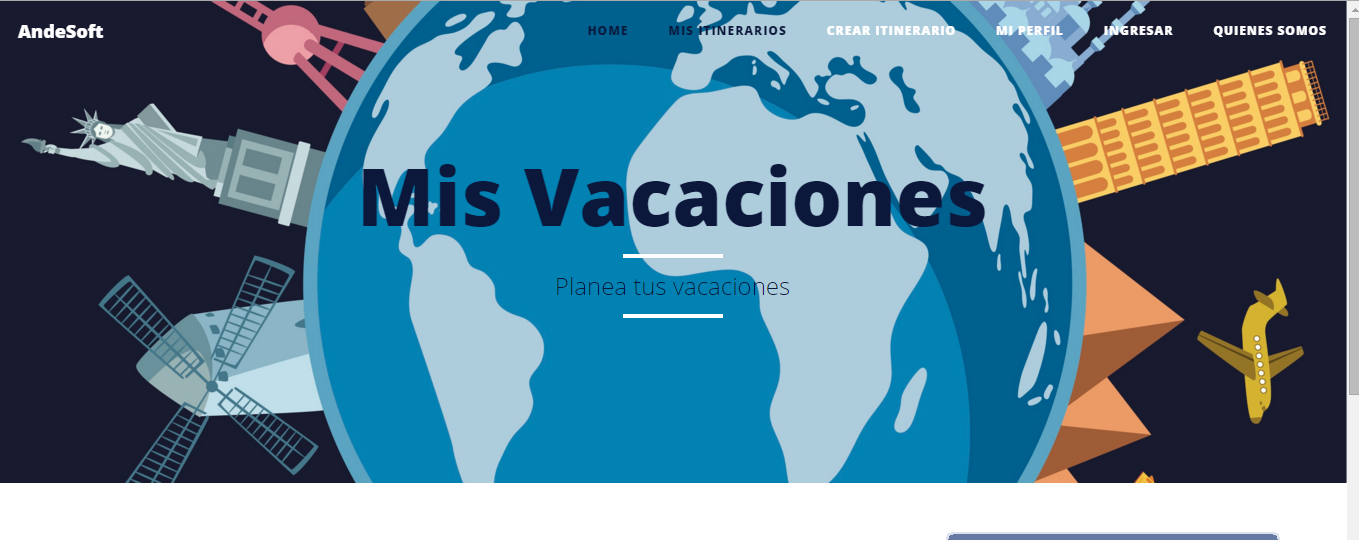 AndeSoft HOME MIS ITINERARIOS CREAR ITINERARIO MI PERFIL INGRESAR QUIENES SOMOS
Mis Vacaciones
Planea tus vacaciones